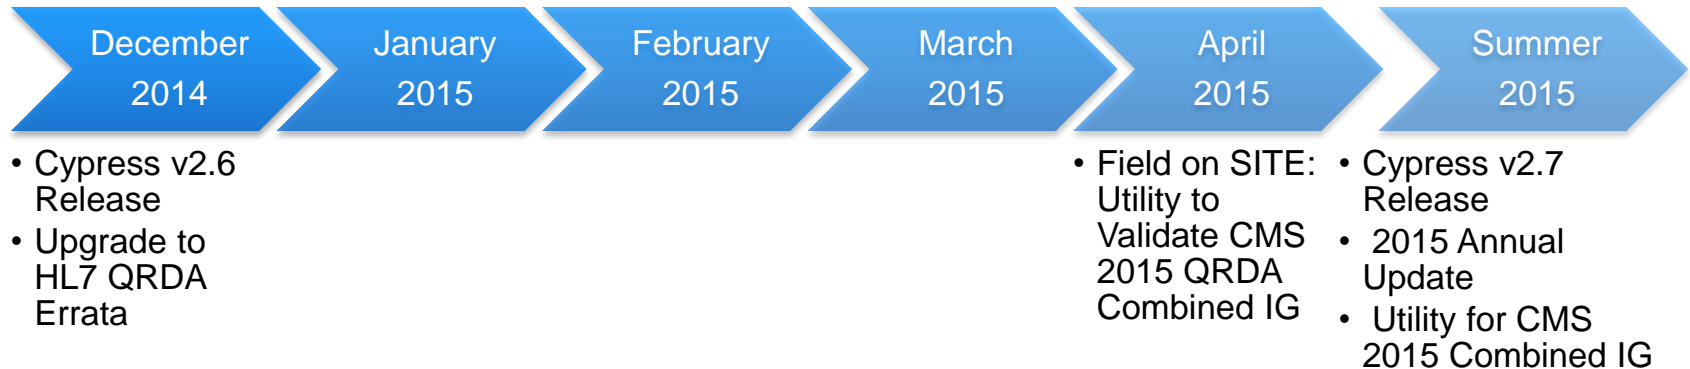 December
2014
January
2015
February
2015
March
2015
April
2015
Summer
2015
• Cypress v2.6
Release
• Upgrade to
HL7 QRDA
Errata
• Field on SITE:
Utility to
Validate CMS
2015 QRDA
Combined IG
• Cypress v2.7
Release
• 2015 Annual
Update
• Utility for CMS
2015 Combined IG